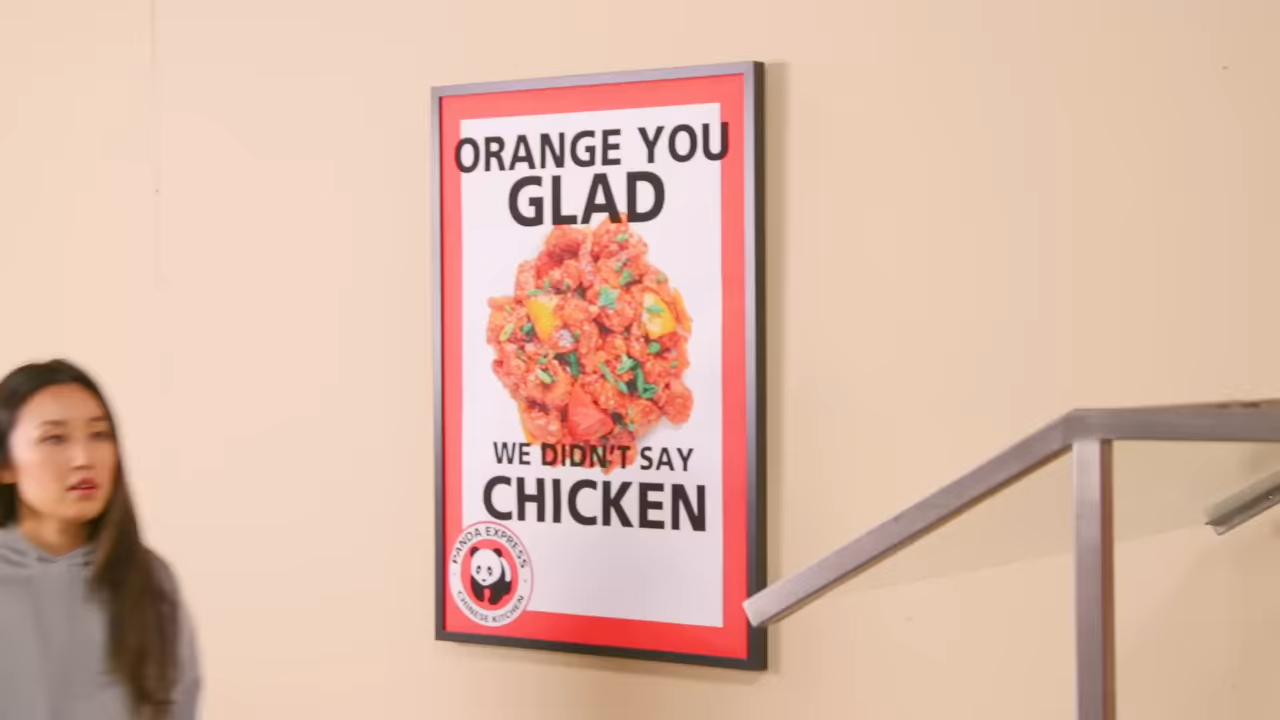 ORANGE YOU
GLAD
WE DIDN'T SAY
CHICKEN
PANDA EXPRESS
CHINESE KITCHEN